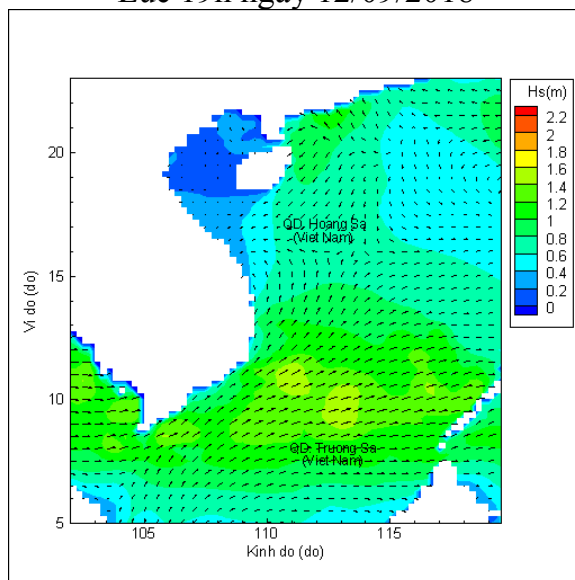 Lúc 19h ngày 12/09/2018
Hs(m)
2.2
2
1.8
1.6
1.4
1.2
1
0.8
0.6
0.4
0.2
0
20
15
10
5
Vi do (do)
QD. Hoang Sa
(Viet Nam)
QD. Truong Sa
(Viet Nam)
105
110
115
Kinh do (do)